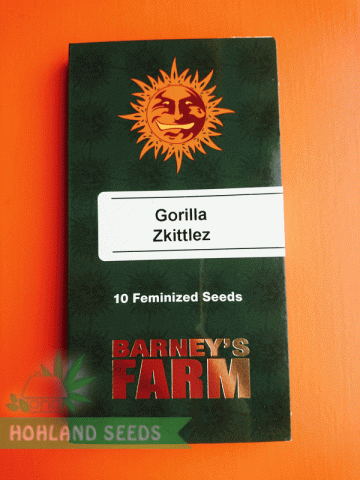 Gorilla
Zkittlez
10 Feminized Seeds
BARNEY'S
FARM
HOHLAND SEEDS